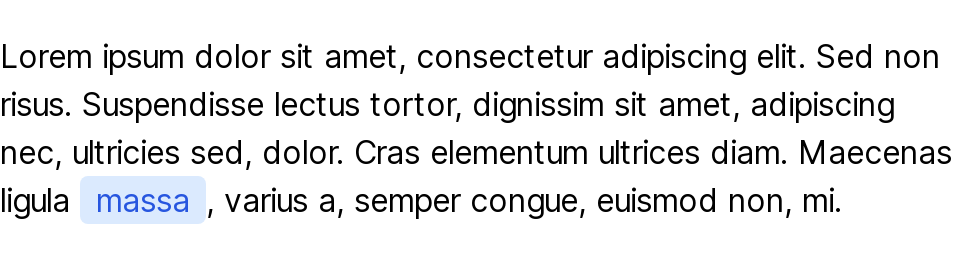 Lorem ipsum dolor sit amet, consectetur adipiscing elit. Sed non
risus. Suspendisse lectus tortor, dignissim sit amet, adipiscing
nec, ultricies sed, dolor. Cras elementum ultrices diam. Maecenas
ligula massa, varius a, semper congue, euismod non, mi.